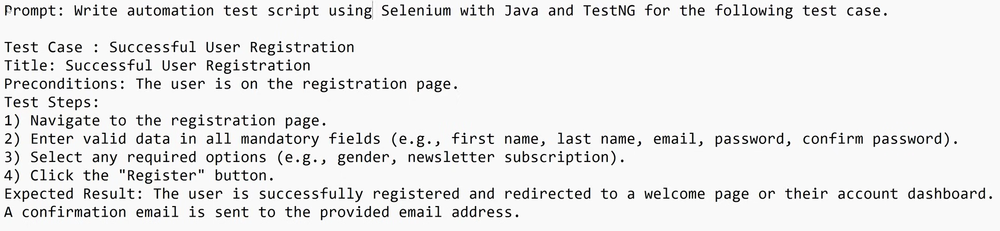 Prompt: Write automation test script using Selenium with Java and TestNG for the following test case.
Test Case : Successful User Registration
Title: Successful User Registration
Preconditions: The user is on the registration page.
Test Steps:
1) Navigate to the registration page.
2) Enter valid data in all mandatory fields (e.g., first name, last name, email, password, confirm password).
3) Select any required options (e.g., gender, newsletter subscription).
4) Click the "Register" button.
Expected Result: The user is successfully registered and redirected to a welcome page or their account dashboard.
A confirmation email is sent to the provided email address.